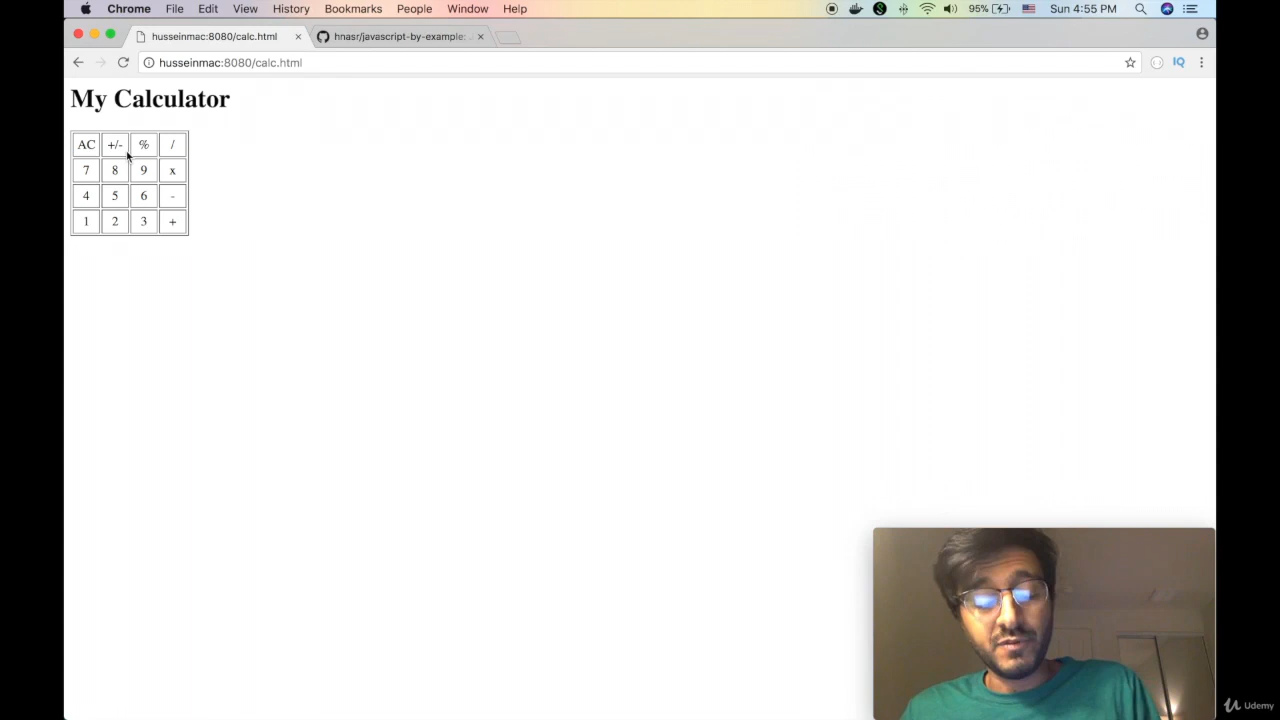 Chrome File Edit View History Bookmarks People Window Help 95% Sun 4:55 PM
husseinmac:8080/calc.html hnasr/javascript-by-example:
husseinmac:8080/calc.html IQ
My Calculator
AC +/- % /
7 8 9 x
4 5 6 -
1 2 3 +
Udemy